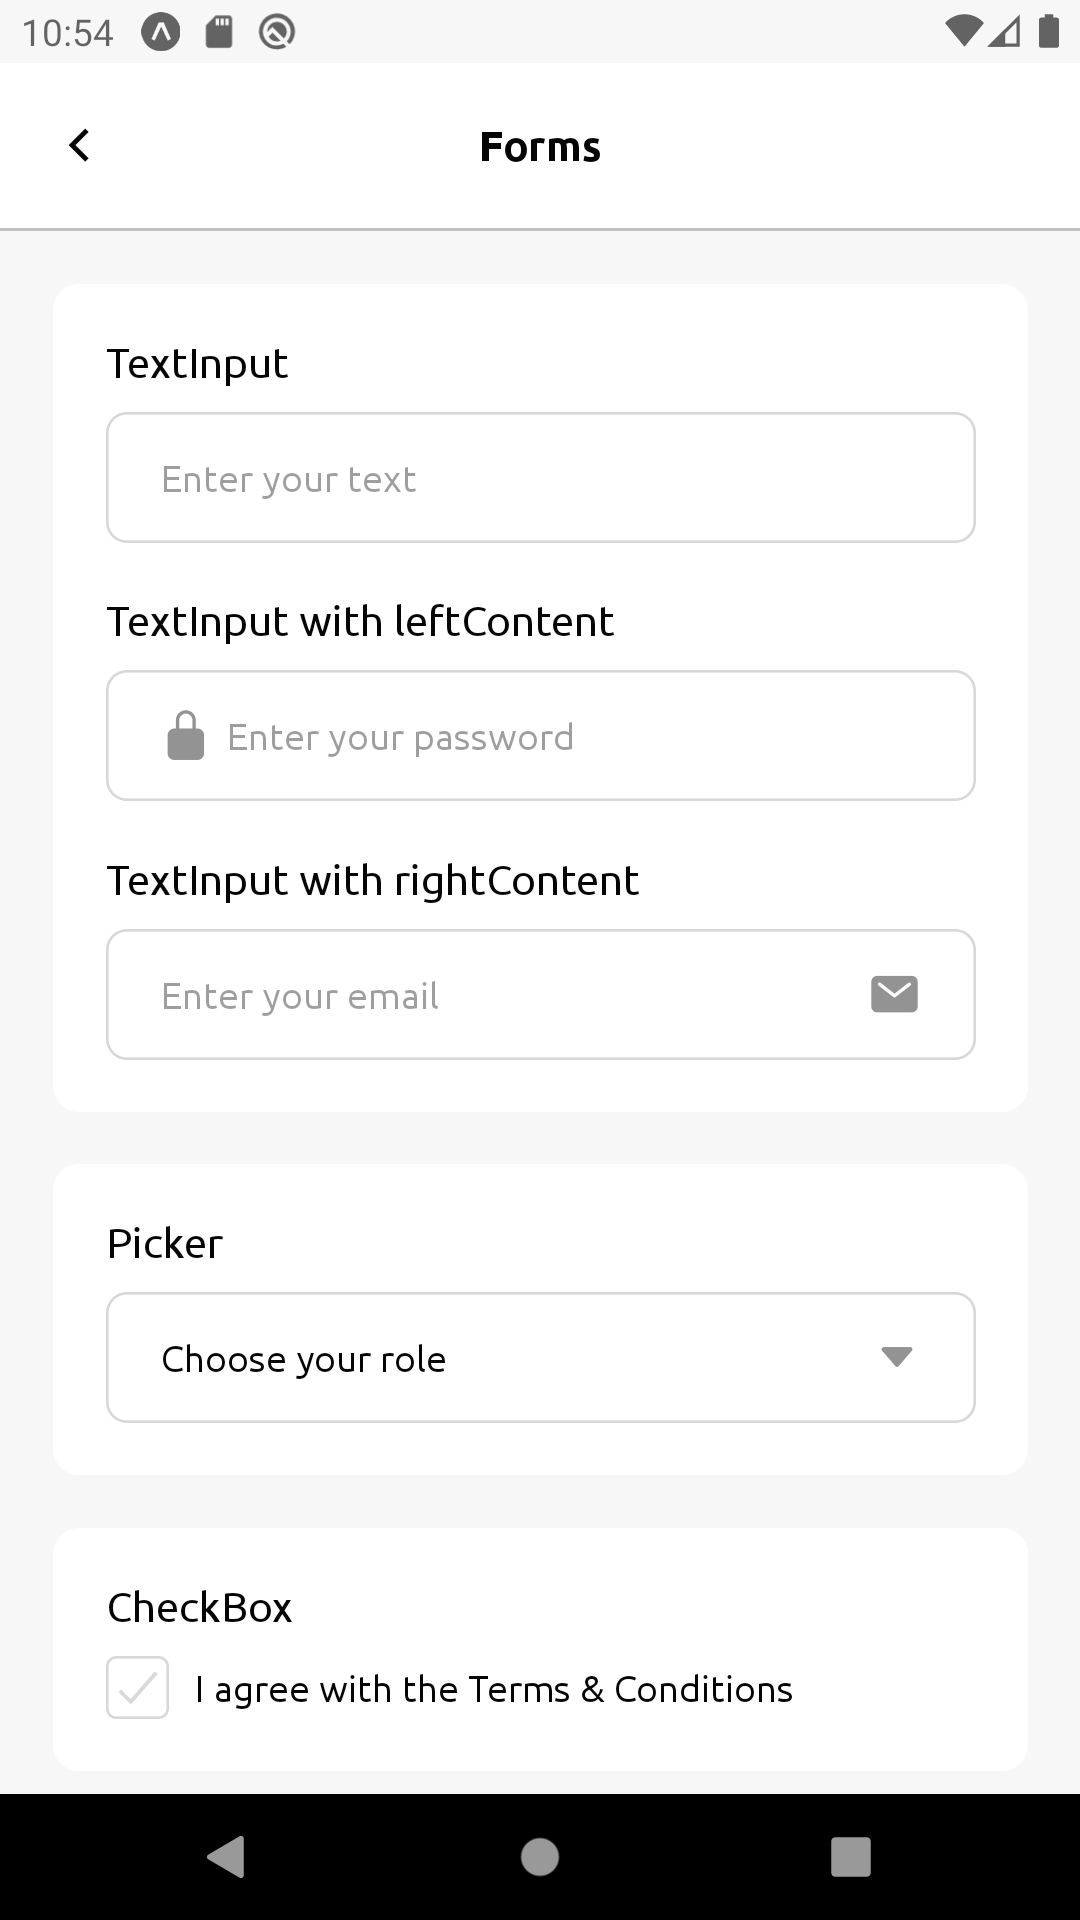 10:54
Forms
TextInput
Enter your text
TextInput with leftContent
Enter your password
TextInput with rightContent
Enter your email
Picker
Choose your role
CheckBox
I agree with the Terms & Conditions